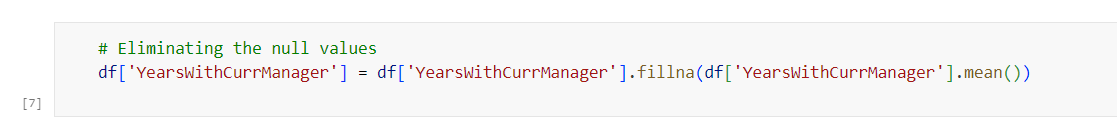 # Eliminating the null values
df['YearsWithCurrManager'] = df['YearsWithCurrManager'].fillna(df['YearsWithCurrManager'].mean())
[7]